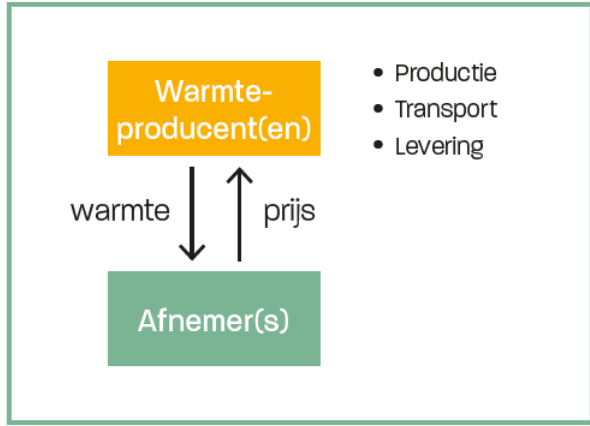 Warmte-
producent(en)
• Productie
• Transport
• Levering
warmte
prijs
Afnemer(s)